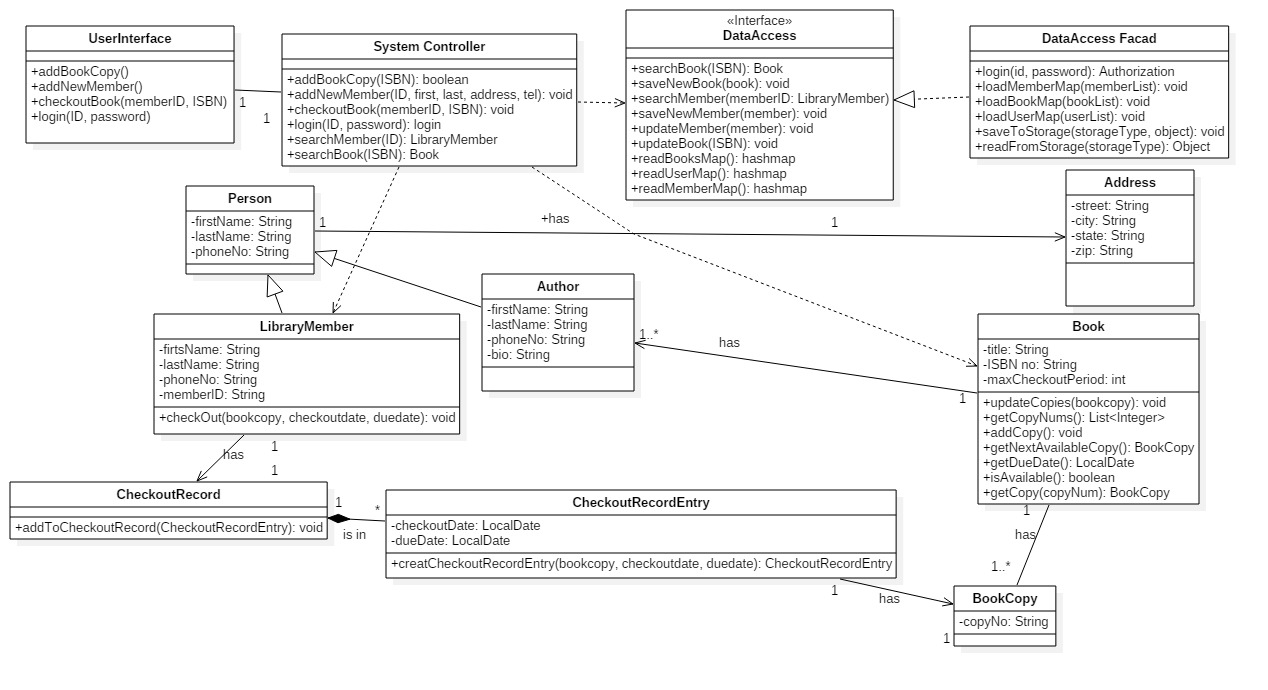 UserInterface
+addBookCopy()
+addNewMember()
+checkoutBook(memberID, ISBN)
+login(ID, password)
1
1
System Controller
+addBookCopy(ISBN): boolean
+addNewMember(ID, first, last, address, tel): void
+checkoutBook(memberID, ISBN): void
+login(ID, password): login
+searchMember(ID): LibraryMember
+searchBook(ISBN): Book
«Interface»
DataAccess
+searchBook(ISBN): Book
+saveNewBook(book): void
+searchMember(memberID: LibraryMember)
+saveNewMember(member): void
+updateMember(member): void
+updateBook(ISBN): void
+readBooksMap(): hashmap
+readUserMap(): hashmap
+readMemberMap(): hashmap
DataAccess Facad
+login(id, password): Authorization
+loadMemberMap(memberList): void
+loadBookMap(bookList): void
+loadUserMap(userList): void
+saveToStorage(storageType, object): void
+readFromStorage(storageType): Object
Person
-firstName: String
-lastName: String
-phoneNo: String
1
+has
1
Address
-street: String
-city: String
-state: String
-zip: String
Author
-firstName: String
-lastName: String
-phoneNo: String
-bio: String
1..*
has
1
LibraryMember
-firtsName: String
-lastName: String
-phoneNo: String
-memberID: String
+checkOut(bookcopy, checkoutdate, duedate): void
Book
-title: String
-ISBN no: String
-maxCheckoutPeriod: int
+updateCopies(bookcopy): void
+getCopyNums(): List<Integer>
+addCopy(): void
+getNextAvailableCopy(): BookCopy
+getDueDate(): LocalDate
+isAvailable(): boolean
+getCopy(copyNum): BookCopy
has
1
1
CheckoutRecord
+addToCheckoutRecord(CheckoutRecordEntry): void
1
*
is in
CheckoutRecordEntry
-checkoutDate: LocalDate
-dueDate: LocalDate
+creatCheckoutRecordEntry(bookcopy, checkoutdate, duedate): CheckoutRecordEntry
1
has
1..*
1
has
1
BookCopy
-copyNo: String